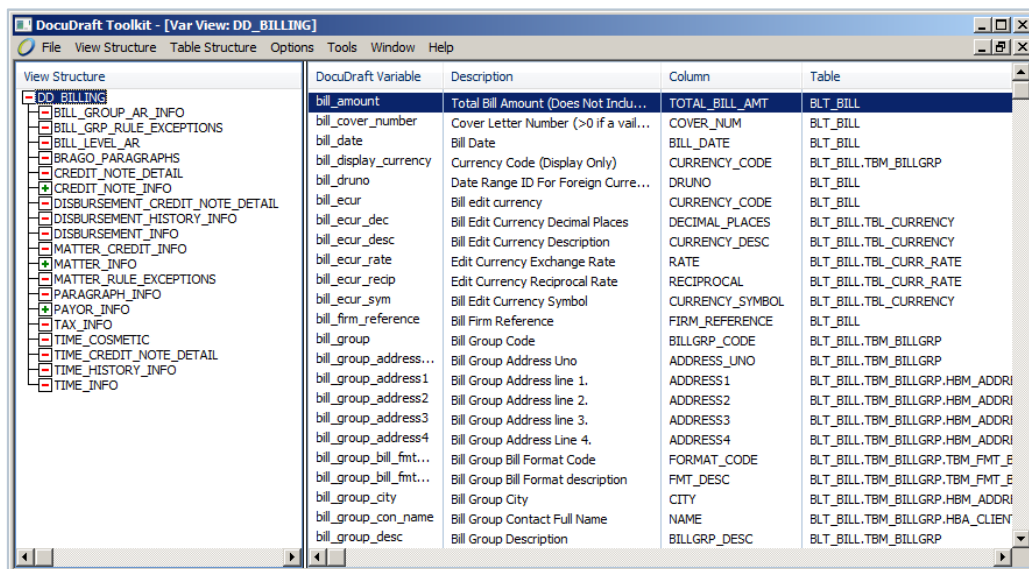 DocuDraft Toolkit - [Var View: DD_BILLING]
File View Structure Table Structure Options Tools Window Help
View Structure
DD_BILLING
BILL_GROUP_AR_INFO
BILL_GRP_RULE_EXCEPTIONS
BILL_LEVEL_AR
BRAGO_PARAGRAPHS
CREDIT_NOTE_DETAIL
CREDIT_NOTE_INFO
DISBURSEMENT_CREDIT_NOTE_DETAIL
DISBURSEMENT_HISTORY_INFO
DISBURSEMENT_INFO
MATTER_CREDIT_INFO
MATTER_INFO
MATTER_RULE_EXCEPTIONS
PARAGRAPH_INFO
PAYOR_INFO
TAX_INFO
TIME_COSMETIC
TIME_CREDIT_NOTE_DETAIL
TIME_HISTORY_INFO
TIME_INFO
DocuDraft Variable Description Column Table
bill_amount Total Bill Amount (Does Not Inclu... TOTAL_BILL_AMT BLT_BILL
bill_cover_number Cover Letter Number (>0 if a vail... COVER_NUM BLT_BILL
bill_date Bill Date BILL_DATE BLT_BILL
bill_display_currency Currency Code (Display Only) CURRENCY_CODE BLT_BILL.TBM_BILLGRP
bill_druno Date Range ID For Foreign Curre... DRUNO BLT_BILL
bill_ecur Bill edit currency CURRENCY_CODE BLT_BILL
bill_ecur_dec Bill Edit Currency Decimal Places DECIMAL_PLACES BLT_BILL.TBL_CURRENCY
bill_ecur_desc Bill Edit Currency Description CURRENCY_DESC BLT_BILL.TBL_CURRENCY
bill_ecur_rate Edit Currency Exchange Rate RATE BLT_BILL.TBL_CURR_RATE
bill_ecur_recip Edit Currency Reciprocal Rate RECIPROCAL BLT_BILL.TBL_CURR_RATE
bill_ecur_sym Bill Edit Currency Symbol CURRENCY_SYMBOL BLT_BILL.TBL_CURRENCY
bill_firm_reference Bill Firm Reference FIRM_REFERENCE BLT_BILL
bill_group Bill Group Code BILLGRP_CODE BLT_BILL.TBM_BILLGRP
bill_group_address... Bill Group Address Uno ADDRESS_UNO BLT_BILL.TBM_BILLGRP
bill_group_address1 Bill Group Address line 1. ADDRESS1 BLT_BILL.TBM_BILLGRP.HBM_ADDRI
bill_group_address2 Bill Group Address line 2. ADDRESS2 BLT_BILL.TBM_BILLGRP.HBM_ADDRI
bill_group_address3 Bill Group Address line 3. ADDRESS3 BLT_BILL.TBM_BILLGRP.HBM_ADDRI
bill_group_address4 Bill Group Address Line 4. ADDRESS4 BLT_BILL.TBM_BILLGRP.HBM_ADDRI
bill_group_bill_fmt... Bill Group Bill Format Code FORMAT_CODE BLT_BILL.TBM_BILLGRP.TBM_FMT_E
bill_group_bill_fmt... Bill Group Bill Format description FMT_DESC BLT_BILL.TBM_BILLGRP.TBM_FMT_E
bill_group_city Bill Group City CITY BLT_BILL.TBM_BILLGRP.HBM_ADDRI
bill_group_con_name Bill Group Contact Full Name NAME BLT_BILL.TBM_BILLGRP.HBA_CLIEN
bill_group_desc Bill Group Description BILLGRP_DESC BLT_BILL.TBM_BILLGRP